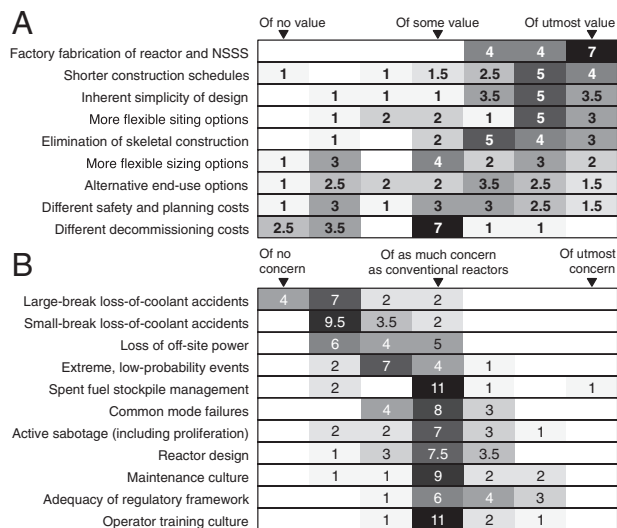 A
Of no value Of some value Of utmost value
Factory fabrication of reactor and NSSS 4 4 7
Shorter construction schedules 1 1 1.5 2.5 5 4
Inherent simplicity of design 1 1 1 3.5 5 3.5
More flexible siting options 1 2 2 1 5 3
Elimination of skeletal construction 1 2 5 4 3
More flexible sizing options 1 3 4 2 3 2
Alternative end-use options 1 2.5 2 2 3.5 2.5 1.5
Different safety and planning costs 1 3 1 3 3 2.5 1.5
Different decommissioning costs 2.5 3.5 7 1 1
B
Of no Of as much concern Of utmost
concern as conventional reactors concern
Large-break loss-of-coolant accidents 4 7 2 2
Small-break loss-of-coolant accidents 9.5 3.5 2
Loss of off-site power 6 4 5
Extreme, low-probability events 2 7 4 1
Spent fuel stockpile management 2 11 1 1
Common mode failures 4 8 3
Active sabotage (including proliferation) 2 2 7 3 1
Reactor design 1 3 7.5 3.5
Maintenance culture 1 1 9 2 2
Adequacy of regulatory framework 1 6 4 3
Operator training culture 1 11 2 1